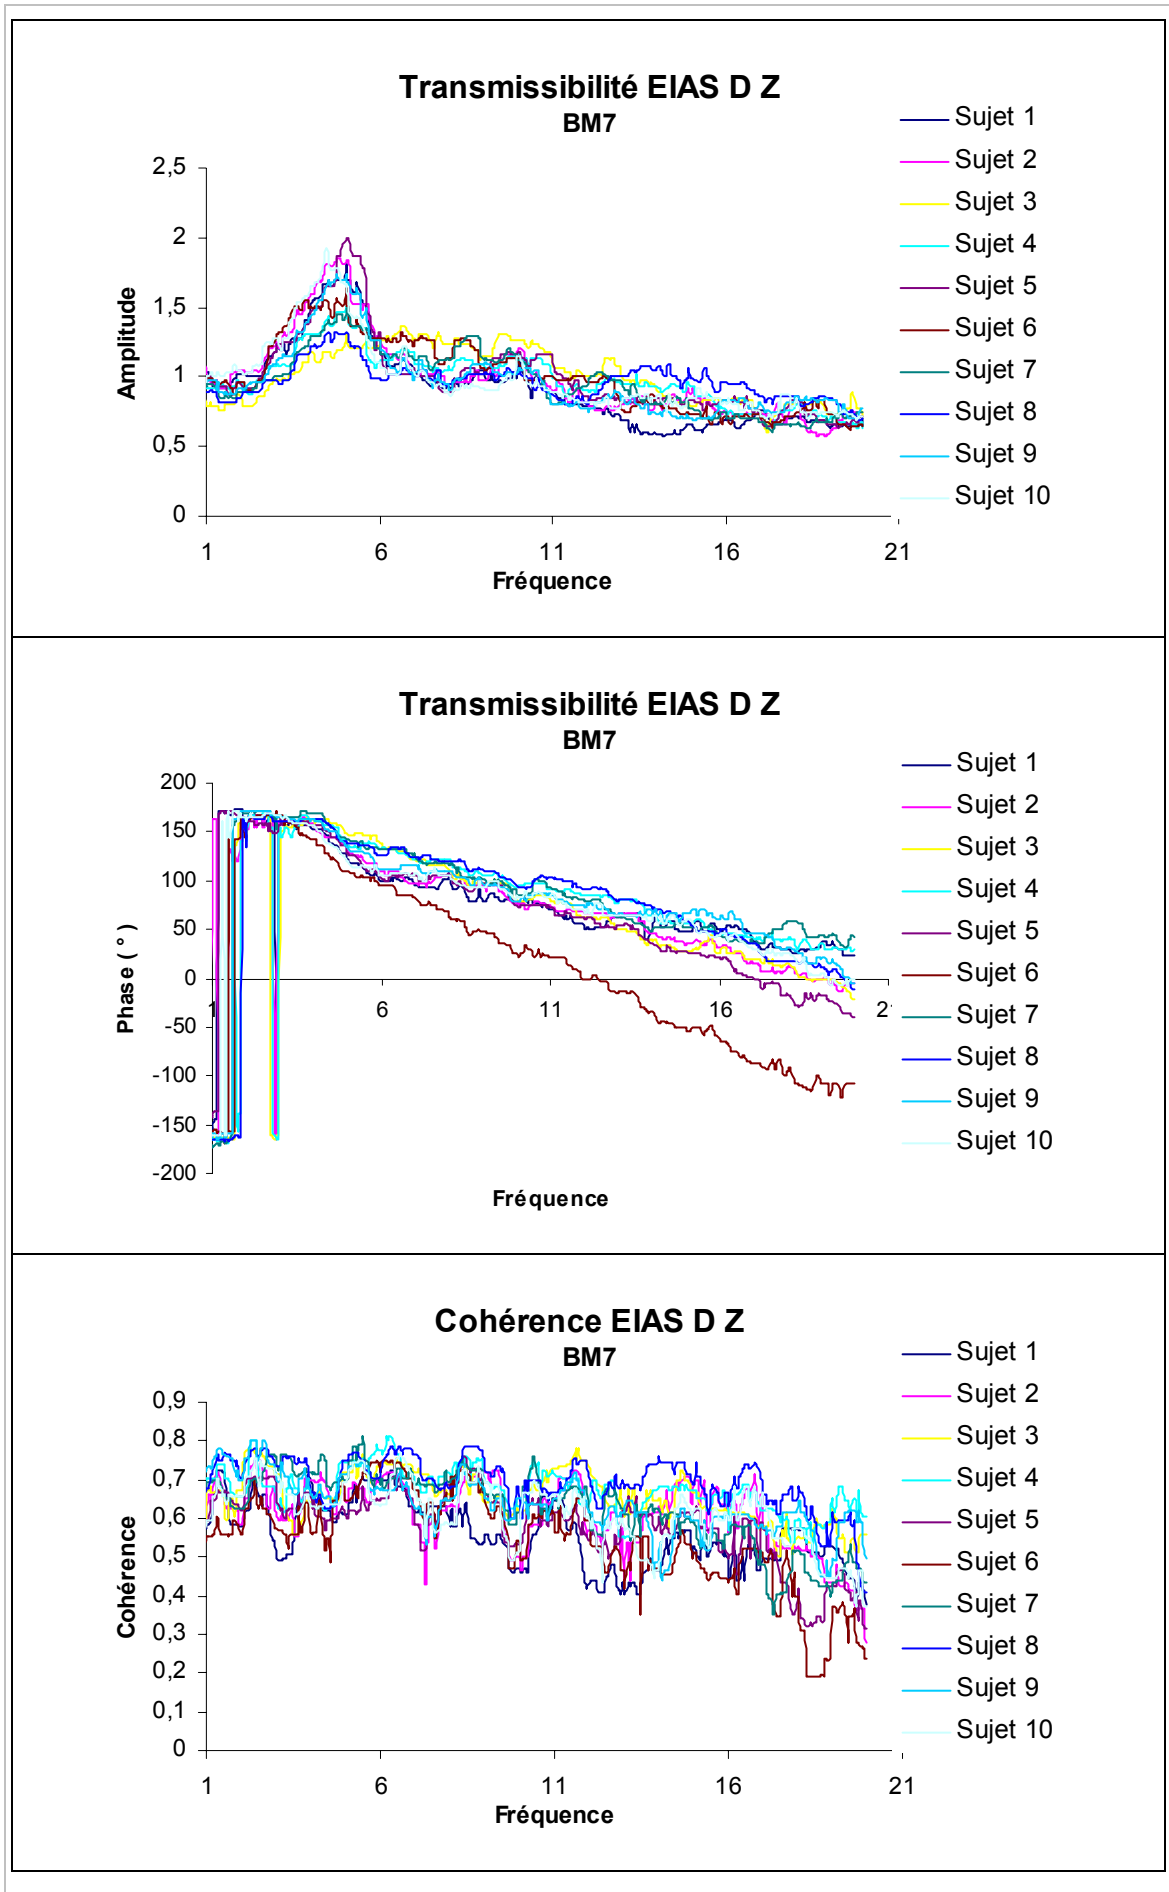 Transmissibilité EIAS D Z
BM7
Amplitude
2,5
2
1,5
1
0,5
0
1
6
11
16
21
Fréquence
Sujet 1
Sujet 2
Sujet 3
Sujet 4
Sujet 5
Sujet 6
Sujet 7
Sujet 8
Sujet 9
Sujet 10
Transmissibilité EIAS D Z
BM7
Phase ( ° )
200
150
100
50
0
-50
-100
-150
-200
1
6
11
16
21
Fréquence
Sujet 1
Sujet 2
Sujet 3
Sujet 4
Sujet 5
Sujet 6
Sujet 7
Sujet 8
Sujet 9
Sujet 10
Cohérence EIAS D Z
BM7
Cohérence
0,9
0,8
0,7
0,6
0,5
0,4
0,3
0,2
0,1
0
1
6
11
16
21
Fréquence
Sujet 1
Sujet 2
Sujet 3
Sujet 4
Sujet 5
Sujet 6
Sujet 7
Sujet 8
Sujet 9
Sujet 10